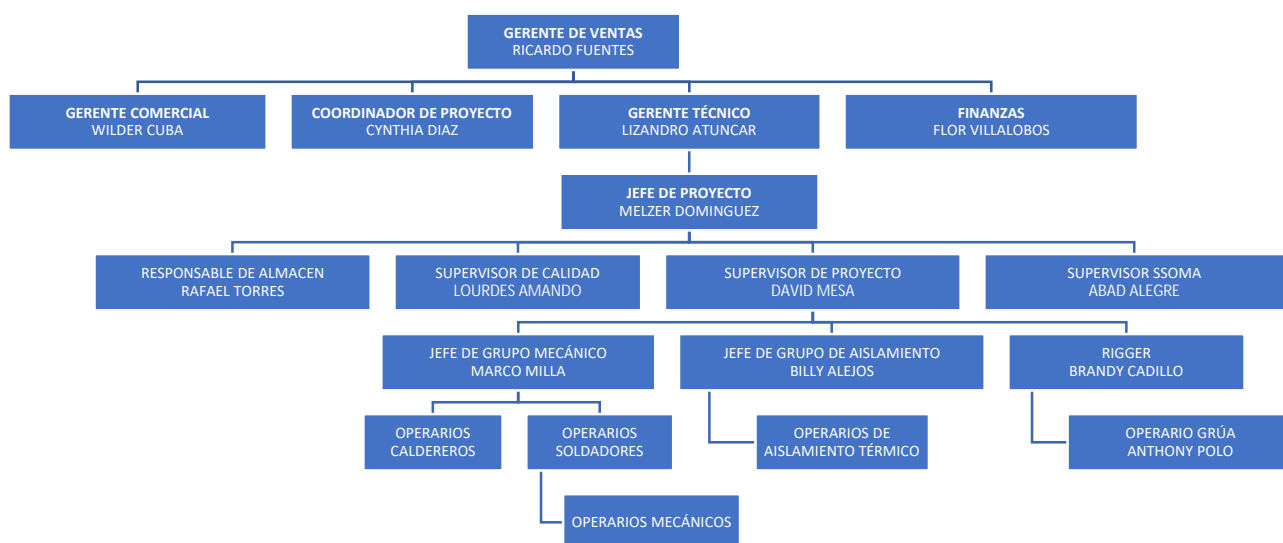 GERENTE DE VENTAS
RICARDO FUENTES
GERENTE COMERCIAL
WILDER CUBA
COORDINADOR DE PROYECTO
CYNTHIA DIAZ
GERENTE TÉCNICO
LIZANDRO ATUNCAR
FINANZAS
FLOR VILLALOBOS
JEFE DE PROYECTO
MELZER DOMINGUEZ
RESPONSABLE DE ALMACEN
RAFAEL TORRES
SUPERVISOR DE CALIDAD
LOURDES AMANDO
SUPERVISOR DE PROYECTO
DAVID MESA
SUPERVISOR SSOMA
ABAD ALEGRE
JEFE DE GRUPO MECÁNICO
MARCO MILLA
JEFE DE GRUPO DE AISLAMIENTO
BILLY ALEJOS
RIGGER
BRANDY CADILLO
OPERARIOS
CALDEREROS
OPERARIOS
SOLDADORES
OPERARIOS DE
AISLAMIENTO TÉRMICO
OPERARIO GRÚA
ANTHONY POLO
OPERARIOS MECÁNICOS